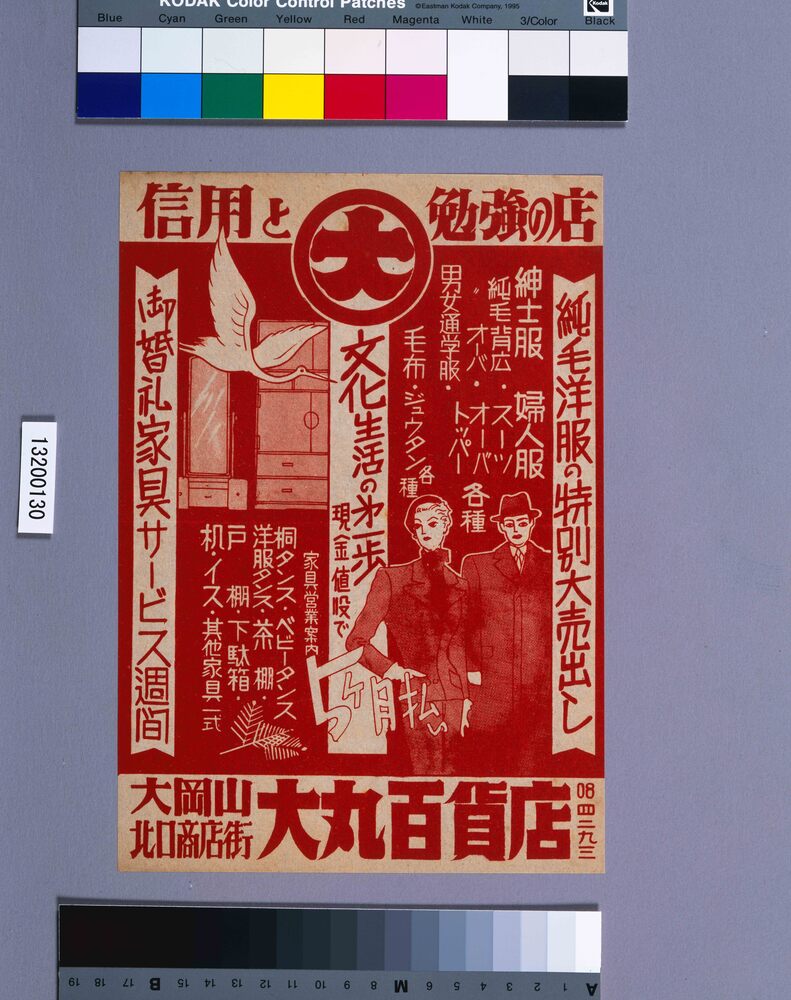 KODAK Color Control Patches
©Eastman Kodak Company, 1995
Blue Cyan Green Yellow Red Magenta White 3/Color Black
Kodak
信用と
大
勉強の店
純毛洋服の特別大売出し
紳士服 婦人服
純毛背広・スーツ
〃 オーバ・オーバ
トッパー
各種
男女通学服・
毛布・ジュウタン各種
文化生活の第一歩
現金値段で
5ヶ月払い
家具営業案内
桐タンス・ベビータンス
洋服タンス・茶棚・
戸棚・下駄箱・
机・イス・其他家具一式
御婚礼家具サービス週間
大岡山
北口商店街
大丸百貨店
08四二九三
13200130
A 1 2 3 4 5 6 M 8 9 10 11 12 13 14 15 B 17 18 19